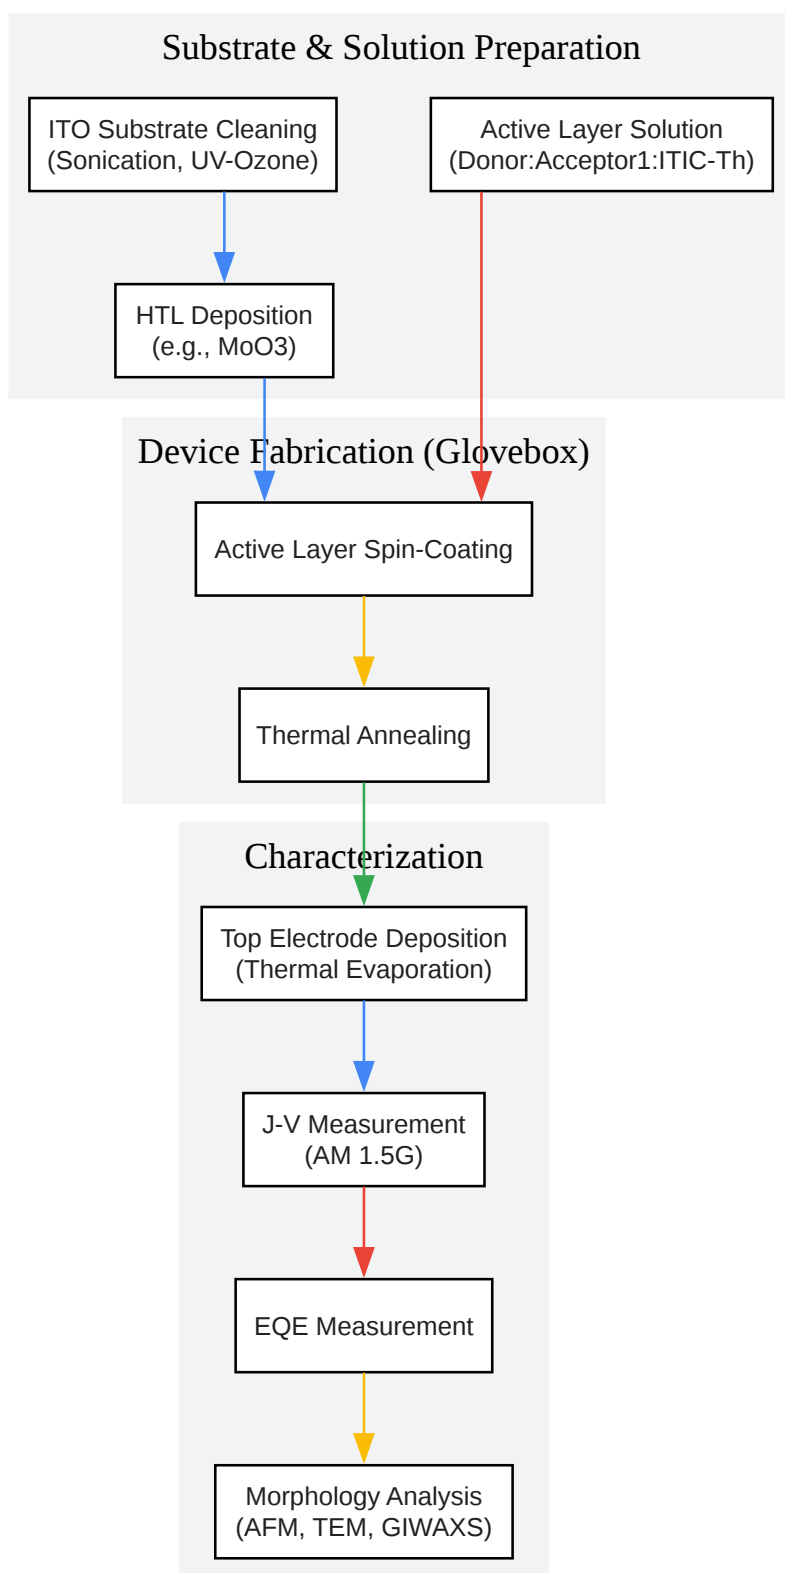 Substrate & Solution Preparation
ITO Substrate Cleaning
(Sonication, UV-Ozone)
Active Layer Solution
(Donor:Acceptor1:ITIC-Th)
HTL Deposition
(e.g., MoO3)
Device Fabrication (Glovebox)
Active Layer Spin-Coating
Thermal Annealing
Characterization
Top Electrode Deposition
(Thermal Evaporation)
J-V Measurement
(AM 1.5G)
EQE Measurement
Morphology Analysis
(AFM, TEM, GIWAXS)